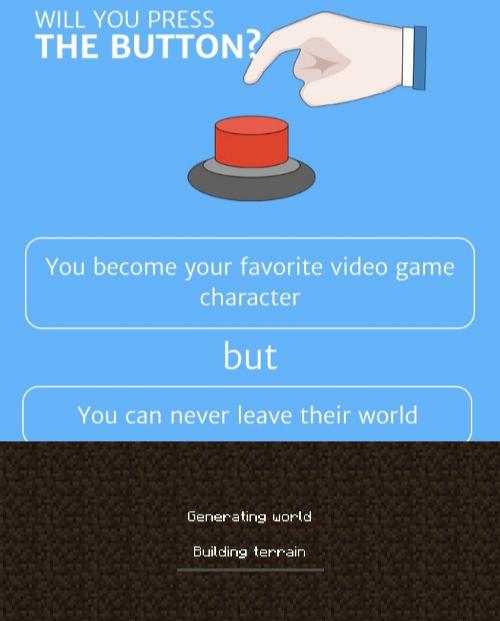 WILL YOU PRESS
THE BUTTON?
You become your favorite video game
character
but
You can never leave their world
Generating world
Building terrain